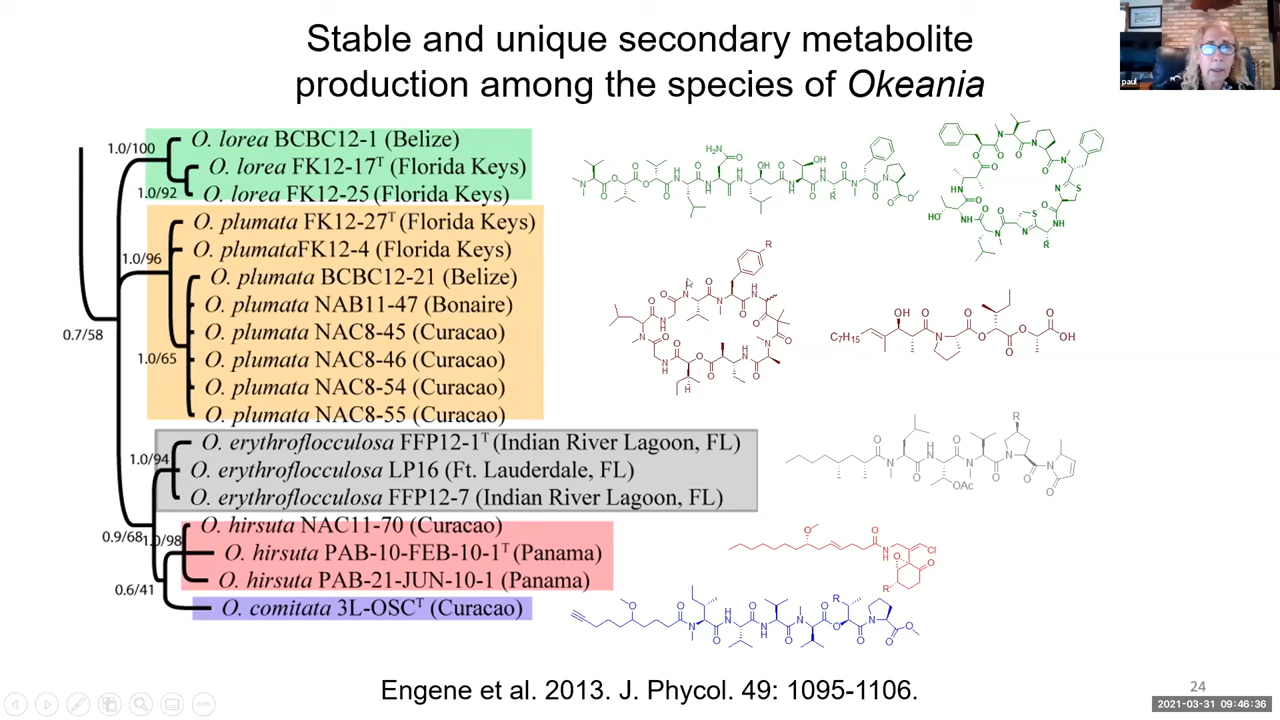 Stable and unique secondary metabolite
production among the species of Okeania
paul
1.0/100
O. lorea BCBC12-1 (Belize)
O. lorea FK12-17T (Florida Keys)
1.0/92
O. lorea FK12-25 (Florida Keys)
O. plumata FK12-27T (Florida Keys)
O. plumataFK12-4 (Florida Keys)
1.0/96
O. plumata BCBC12-21 (Belize)
O. plumata NAB11-47 (Bonaire)
0.7/58
O. plumata NAC8-45 (Curacao)
1.0/65
O. plumata NAC8-46 (Curacao)
O. plumata NAC8-54 (Curacao)
O. plumata NAC8-55 (Curacao)
O. erythroflocculosa FFP12-1T (Indian River Lagoon, FL)
1.0/94
O. erythroflocculosa LP16 (Ft. Lauderdale, FL)
O. erythroflocculosa FFP12-7 (Indian River Lagoon, FL)
O. hirsuta NAC11-70 (Curacao)
0.9/68
1.0/98
O. hirsuta PAB-10-FEB-10-1T (Panama)
O. hirsuta PAB-21-JUN-10-1 (Panama)
0.6/41
O. comitata 3L-OSCT (Curacao)
Engene et al. 2013. J. Phycol. 49: 1095-1106.
24
2021-03-31 09:46:36